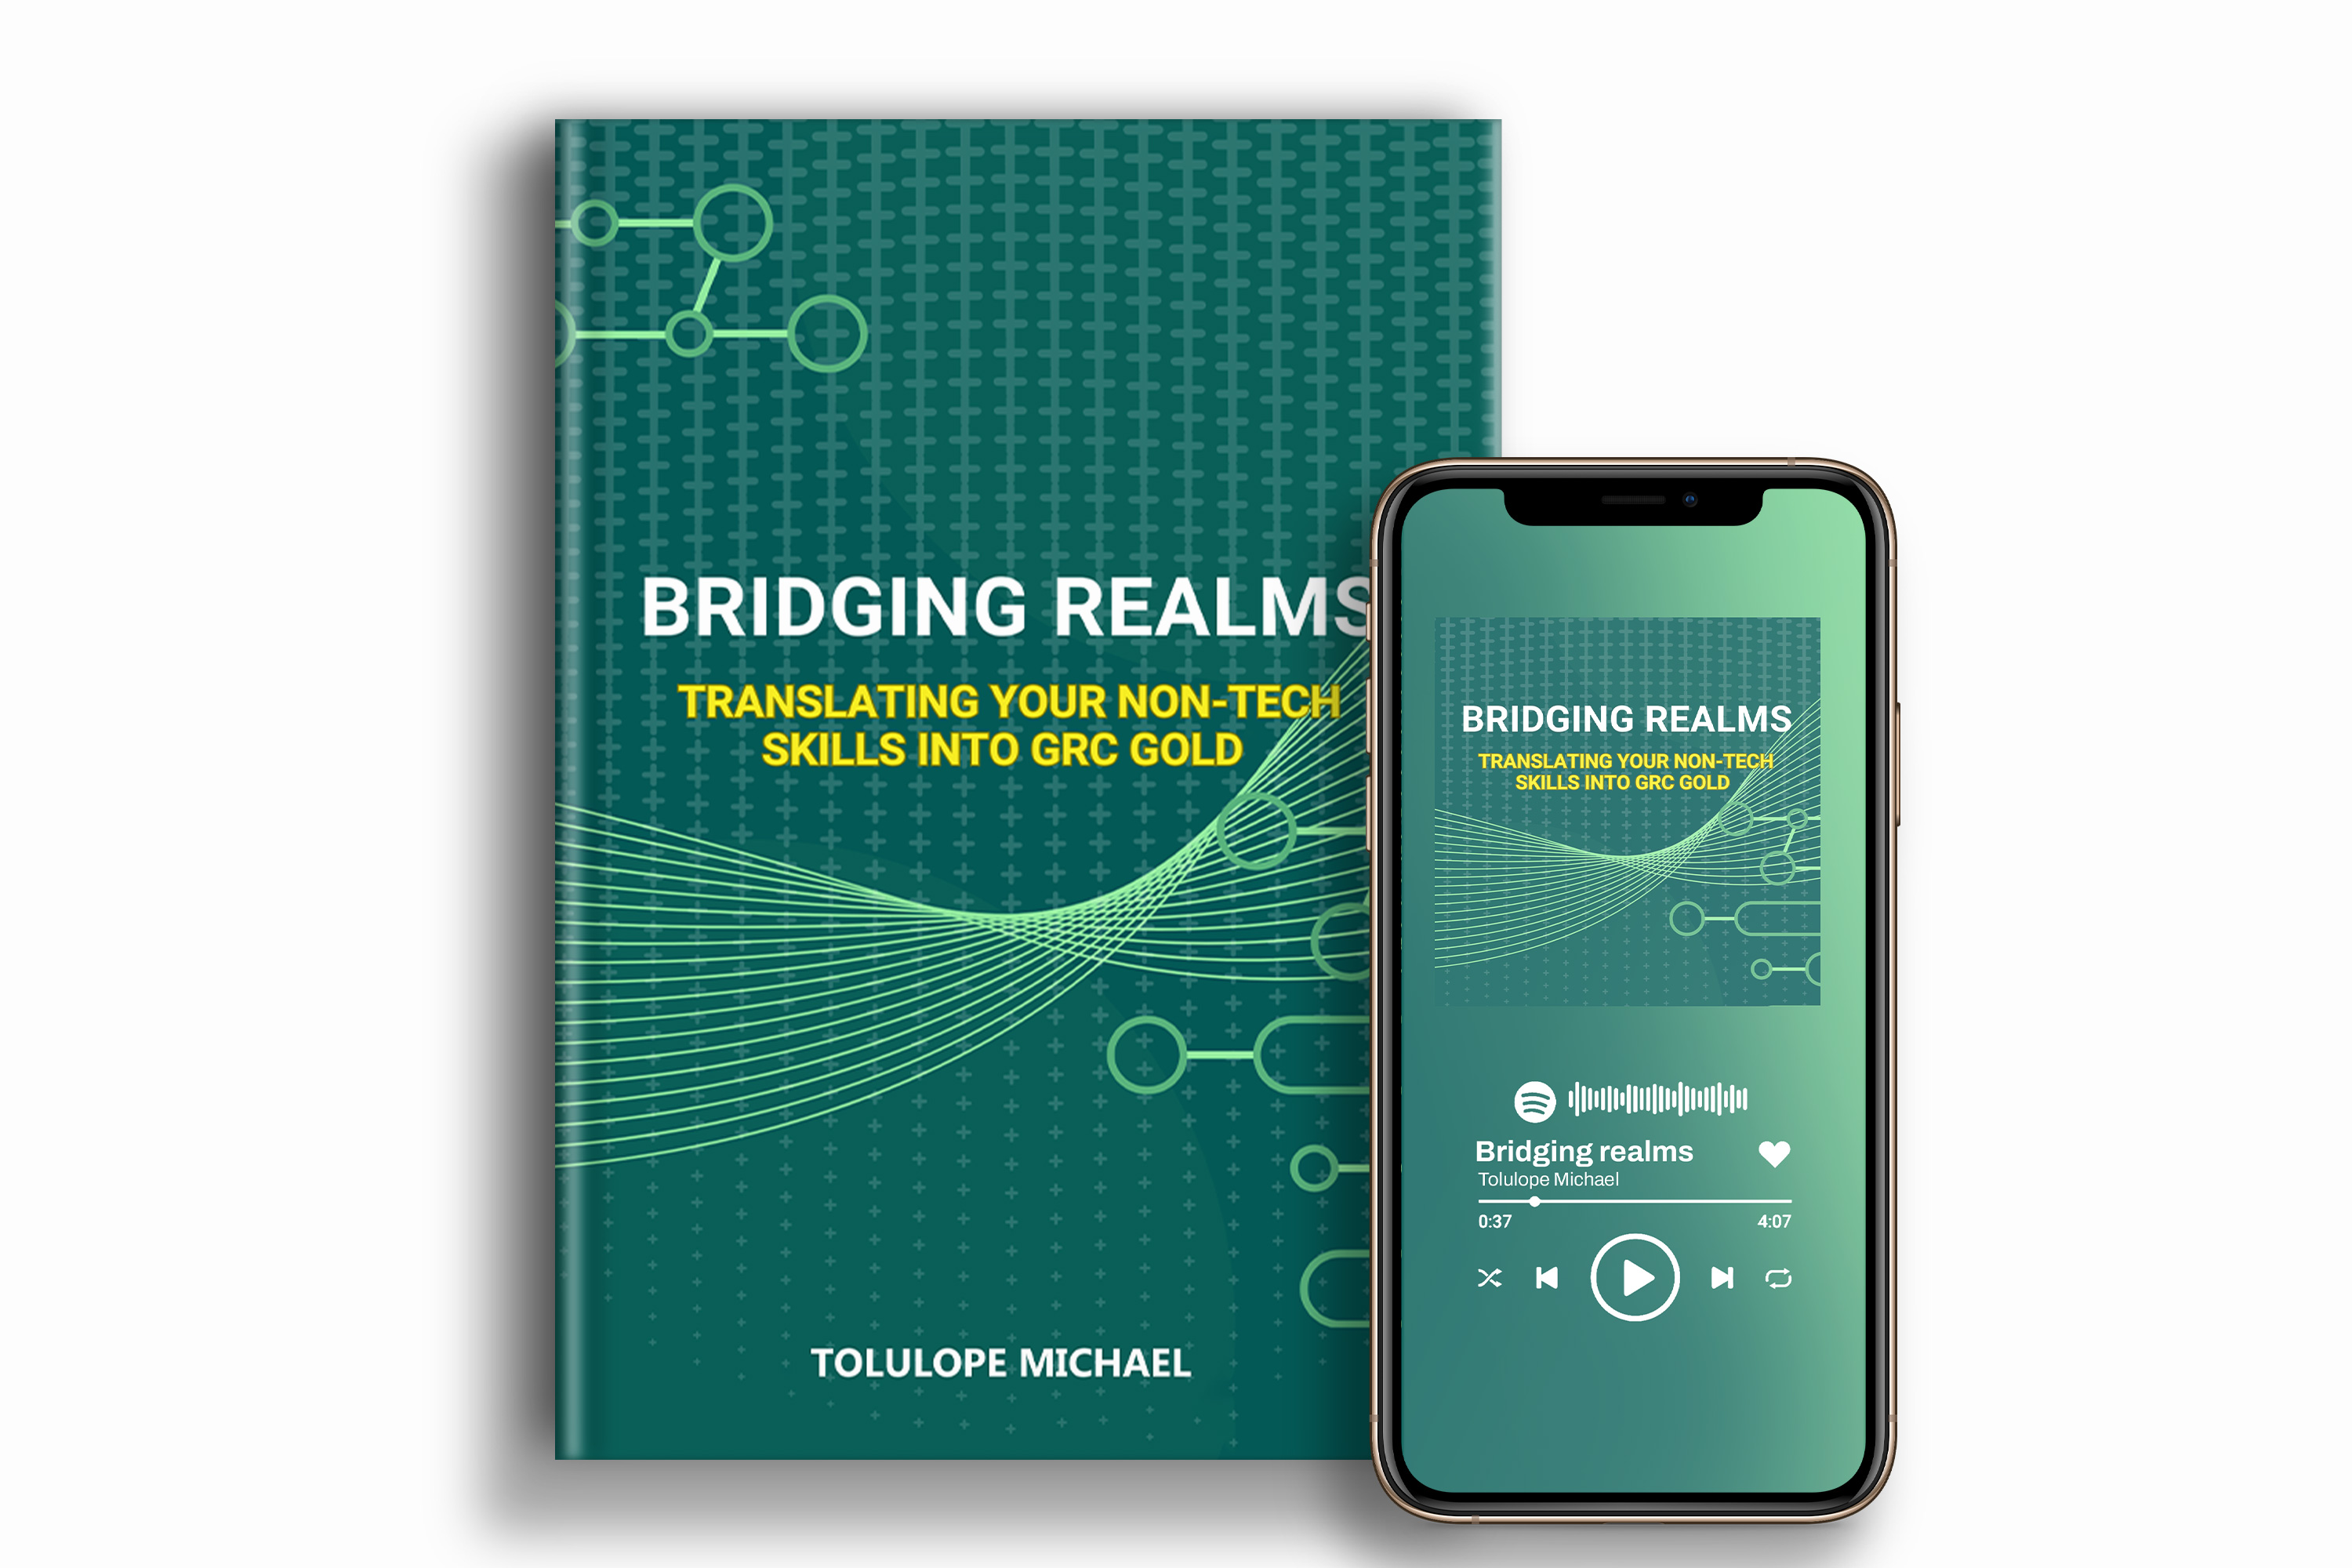 BRIDGING REALMS
TRANSLATING YOUR NON-TECH
SKILLS INTO GRC GOLD
TOLULOPE MICHAEL
BRIDGING REALMS
TRANSLATING YOUR NON-TECH
SKILLS INTO GRC GOLD
Bridging realms
Tolulope Michael
0:37 4:07